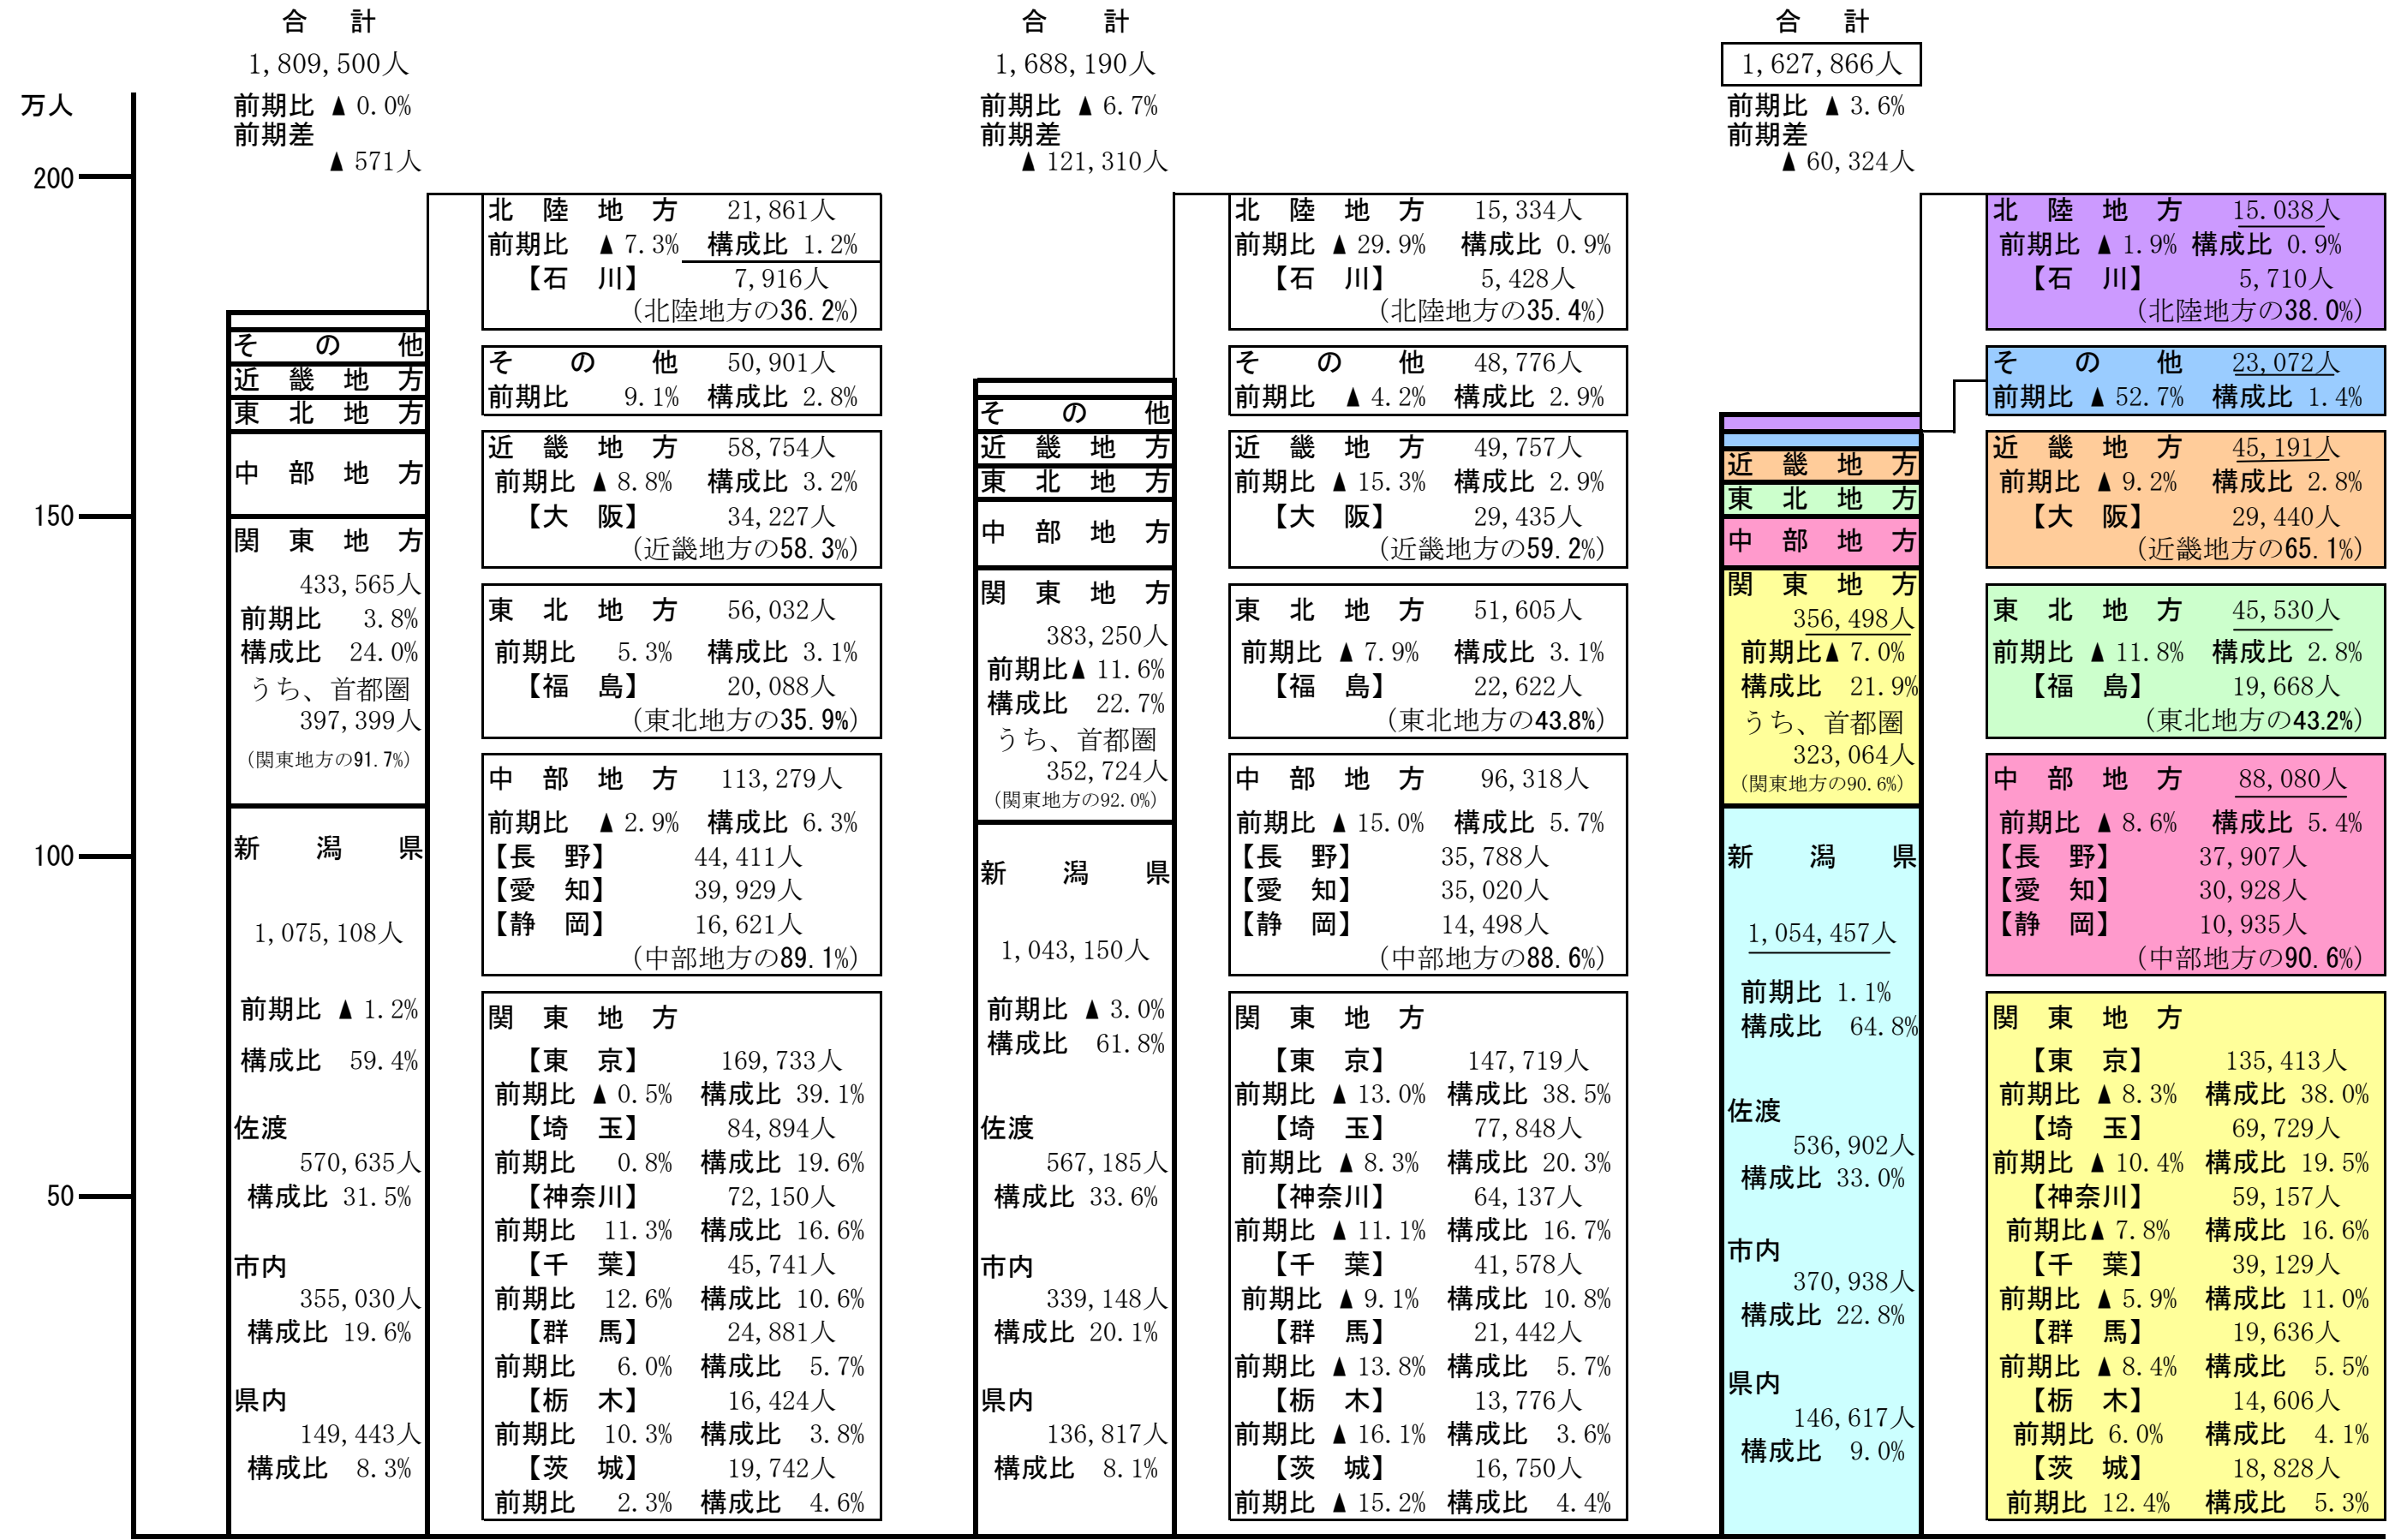 合　計
1,809,500人
前期比 ▲ 0.0%
前期差
▲ 571人
万人
200
150
100
50
その他
近畿地方
東北地方
中部地方
関東地方
433,565人
前期比 3.8%
構成比 24.0%
うち、首都圏
397,399人
（関東地方の91.7%）
新潟県
1,075,108人
前期比 ▲ 1.2%
構成比 59.4%
佐渡
570,635人
構成比 31.5%
市内
355,030人
構成比 19.6%
県内
149,443人
構成比 8.3%
北陸地方 21,861人
前期比 ▲ 7.3% 構成比 1.2%
【石　川】 7,916人
（北陸地方の36.2%）
その他 50,901人
前期比 9.1% 構成比 2.8%
近畿地方 58,754人
前期比 ▲ 8.8% 構成比 3.2%
【大　阪】 34,227人
（近畿地方の58.3%）
東北地方 56,032人
前期比 5.3% 構成比 3.1%
【福　島】 20,088人
（東北地方の35.9%）
中部地方 113,279人
前期比 ▲ 2.9% 構成比 6.3%
【長　野】 44,411人
【愛　知】 39,929人
【静　岡】 16,621人
（中部地方の89.1%）
関東地方
【東　京】 169,733人
前期比 ▲ 0.5% 構成比 39.1%
【埼　玉】 84,894人
前期比 0.8% 構成比 19.6%
【神奈川】 72,150人
前期比 11.3% 構成比 16.6%
【千　葉】 45,741人
前期比 12.6% 構成比 10.6%
【群　馬】 24,881人
前期比 6.0% 構成比 5.7%
【栃　木】 16,424人
前期比 10.3% 構成比 3.8%
【茨　城】 19,742人
前期比 2.3% 構成比 4.6%
合　計
1,688,190人
前期比 ▲ 6.7%
前期差
▲ 121,310人
その他
近畿地方
東北地方
中部地方
関東地方
383,250人
前期比▲ 11.6%
構成比 22.7%
うち、首都圏
352,724人
（関東地方の92.0%）
新潟県
1,043,150人
前期比 ▲ 3.0%
構成比 61.8%
佐渡
567,185人
構成比 33.6%
市内
339,148人
構成比 20.1%
県内
136,817人
構成比 8.1%
北陸地方 15,334人
前期比 ▲ 29.9% 構成比 0.9%
【石　川】 5,428人
（北陸地方の35.4%）
その他 48,776人
前期比 ▲ 4.2% 構成比 2.9%
近畿地方 49,757人
前期比 ▲ 15.3% 構成比 2.9%
【大　阪】 29,435人
（近畿地方の59.2%）
東北地方 51,605人
前期比 ▲ 7.9% 構成比 3.1%
【福　島】 22,622人
（東北地方の43.8%）
中部地方 96,318人
前期比 ▲ 15.0% 構成比 5.7%
【長　野】 35,788人
【愛　知】 35,020人
【静　岡】 14,498人
（中部地方の88.6%）
関東地方
【東　京】 147,719人
前期比 ▲ 13.0% 構成比 38.5%
【埼　玉】 77,848人
前期比 ▲ 8.3% 構成比 20.3%
【神奈川】 64,137人
前期比 ▲ 11.1% 構成比 16.7%
【千　葉】 41,578人
前期比 ▲ 9.1% 構成比 10.8%
【群　馬】 21,442人
前期比 ▲ 13.8% 構成比 5.7%
【栃　木】 13,776人
前期比 ▲ 16.1% 構成比 3.6%
【茨　城】 16,750人
前期比 ▲ 15.2% 構成比 4.4%
合　計
1,627,866人
前期比 ▲ 3.6%
前期差
▲ 60,324人
近畿地方
東北地方
中部地方
関東地方
356,498人
前期比▲ 7.0%
構成比 21.9%
うち、首都圏
323,064人
（関東地方の90.6%）
新潟県
1,054,457人
前期比 1.1%
構成比 64.8%
佐渡
536,902人
構成比 33.0%
市内
370,938人
構成比 22.8%
県内
146,617人
構成比 9.0%
北陸地方 15.038人
前期比 ▲ 1.9% 構成比 0.9%
【石　川】 5,710人
（北陸地方の38.0%）
その他 23,072人
前期比 ▲ 52.7% 構成比 1.4%
近畿地方 45,191人
前期比 ▲ 9.2% 構成比 2.8%
【大　阪】 29,440人
（近畿地方の65.1%）
東北地方 45,530人
前期比 ▲ 11.8% 構成比 2.8%
【福　島】 19,668人
（東北地方の43.2%）
中部地方 88,080人
前期比 ▲ 8.6% 構成比 5.4%
【長　野】 37,907人
【愛　知】 30,928人
【静　岡】 10,935人
（中部地方の90.6%）
関東地方
【東　京】 135,413人
前期比 ▲ 8.3% 構成比 38.0%
【埼　玉】 69,729人
前期比 ▲ 10.4% 構成比 19.5%
【神奈川】 59,157人
前期比▲ 7.8% 構成比 16.6%
【千　葉】 39,129人
前期比 ▲ 5.9% 構成比 11.0%
【群　馬】 19,636人
前期比 ▲ 8.4% 構成比 5.5%
【栃　木】 14,606人
前期比 6.0% 構成比 4.1%
【茨　城】 18,828人
前期比 12.4% 構成比 5.3%